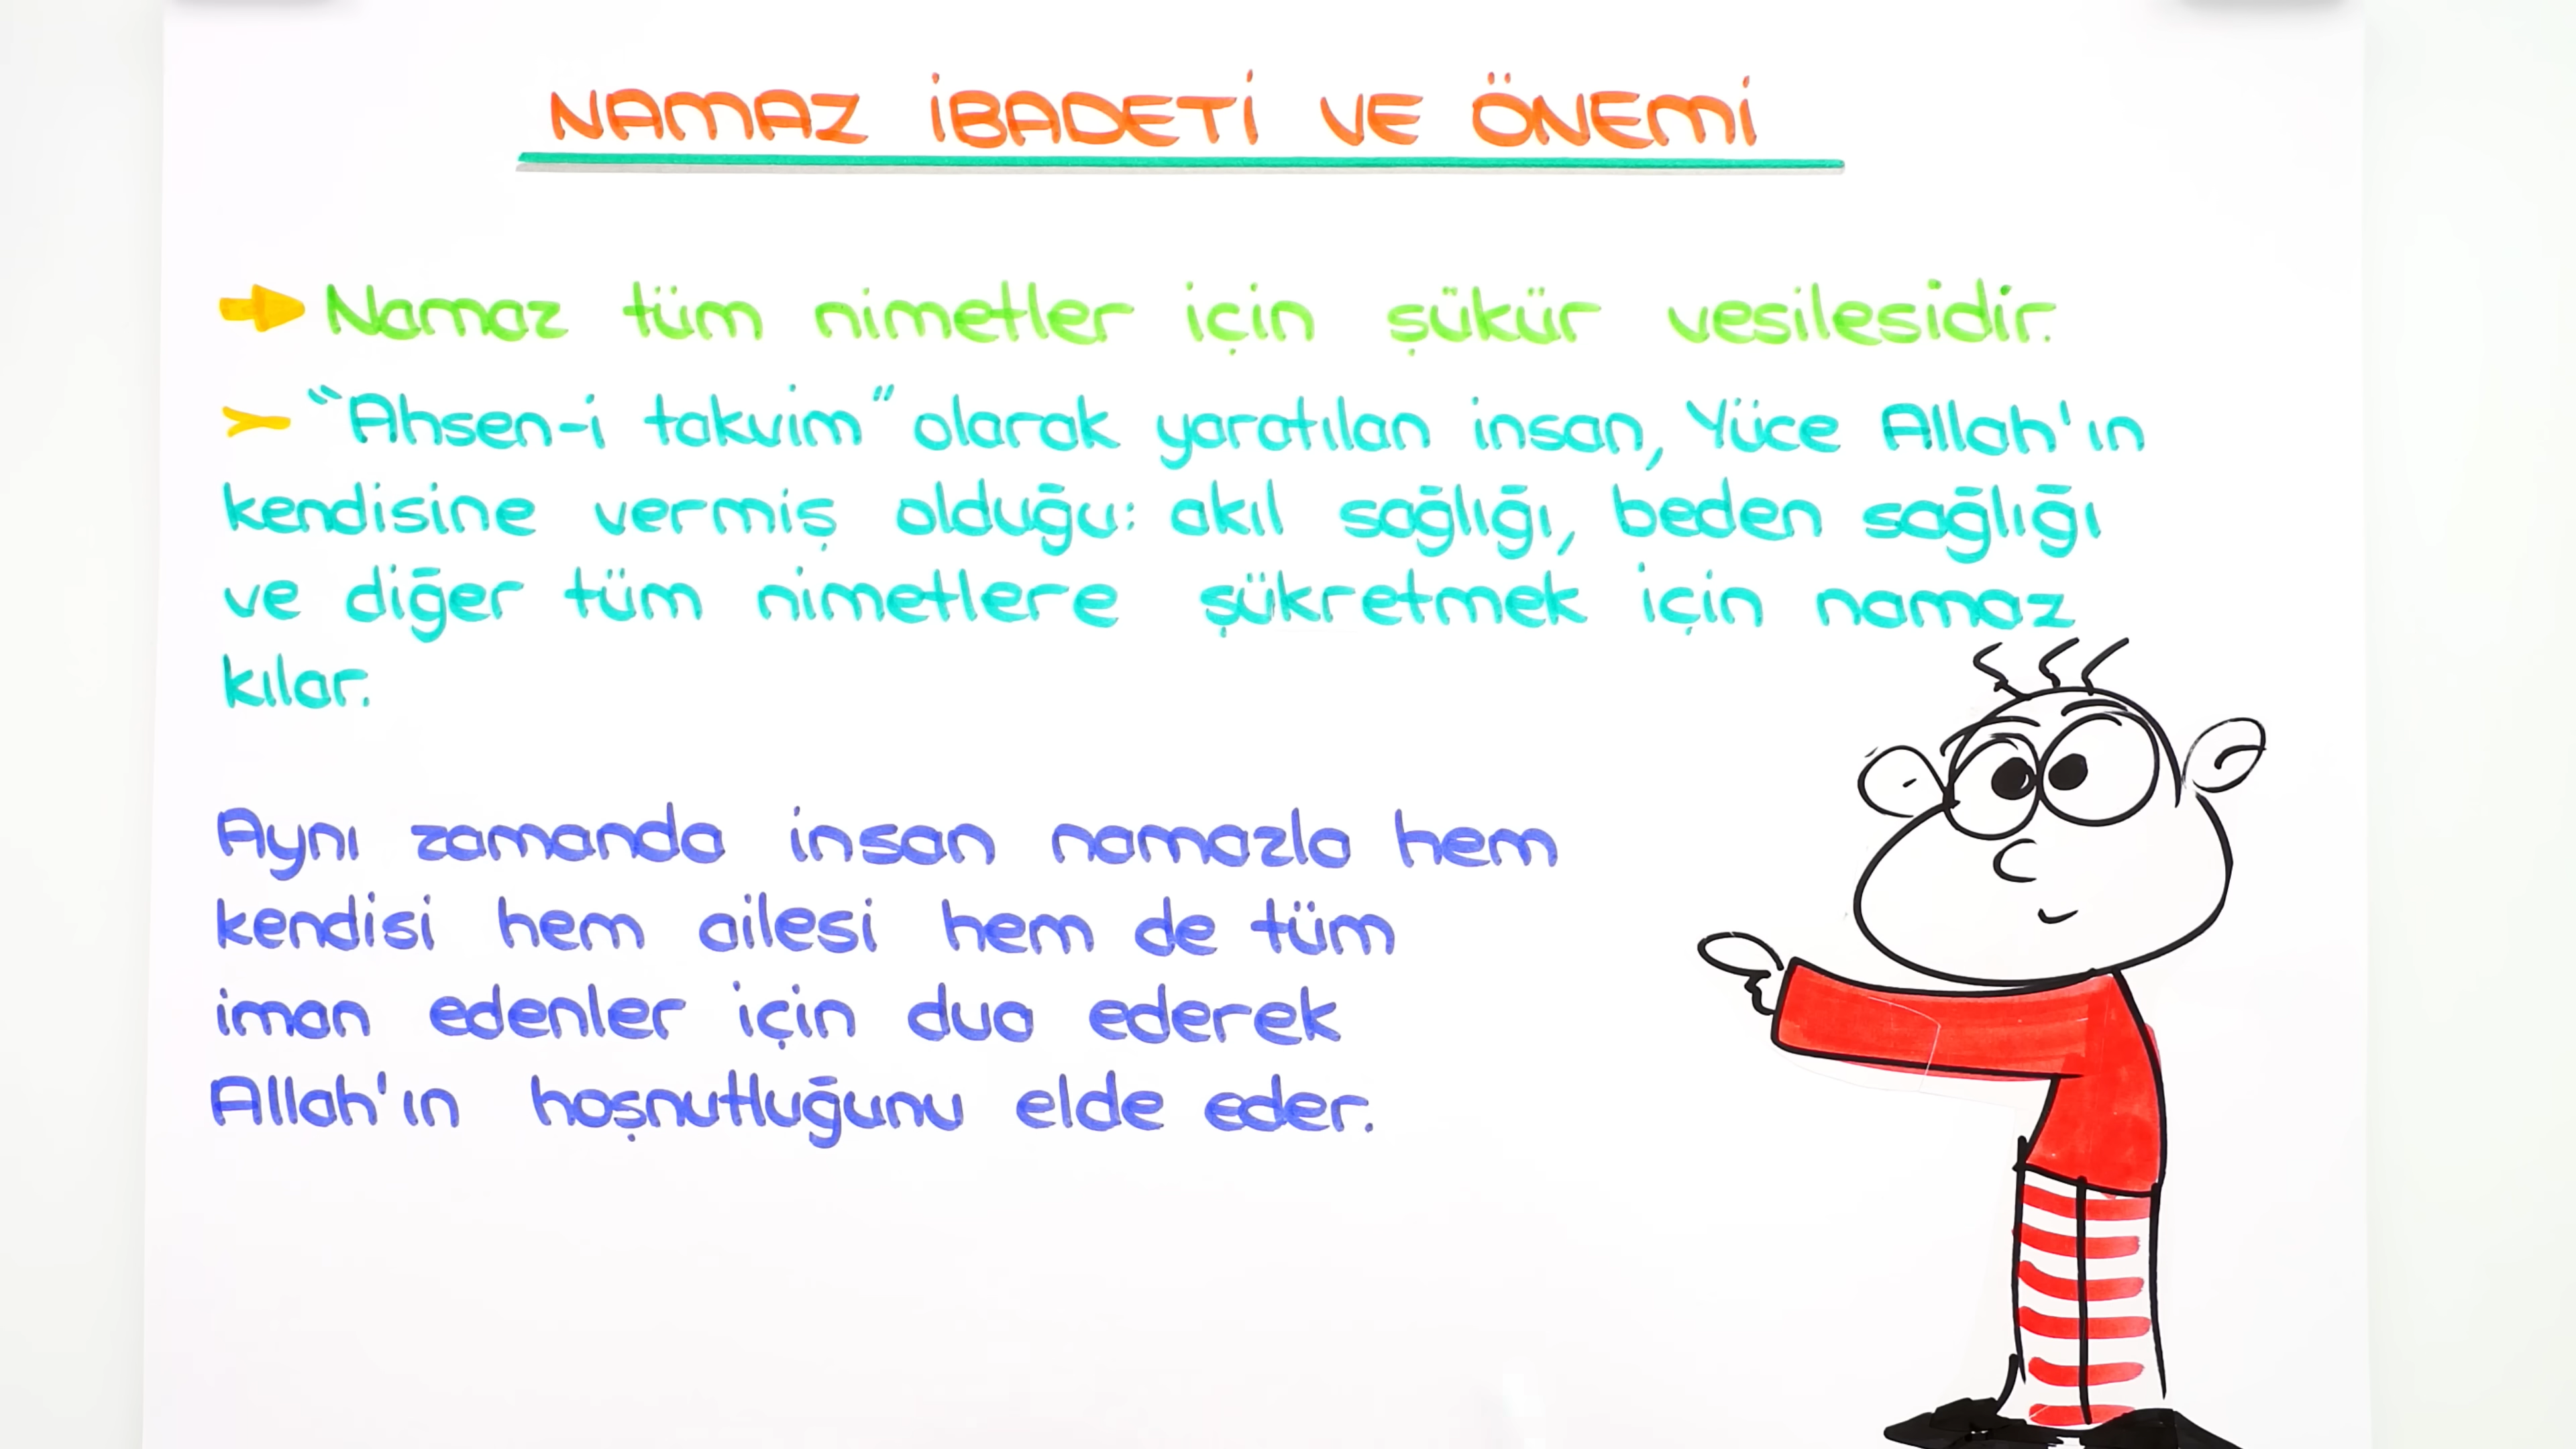 NAMAZ İBADETİ VE ÖNEMİ
Namaz tüm nimetler için şükür vesilesidir.
"Ahsen-i takvim" olarak yaratılan insan, Yüce Allah'ın
kendisine vermiş olduğu: akıl sağlığı, beden sağlığı
ve diğer tüm nimetlere şükretmek için namaz
kılar.
Aynı zamanda insan namazla hem
kendisi hem ailesi hem de tüm
iman edenler için dua ederek
Allah'ın hoşnutluğunu elde eder.